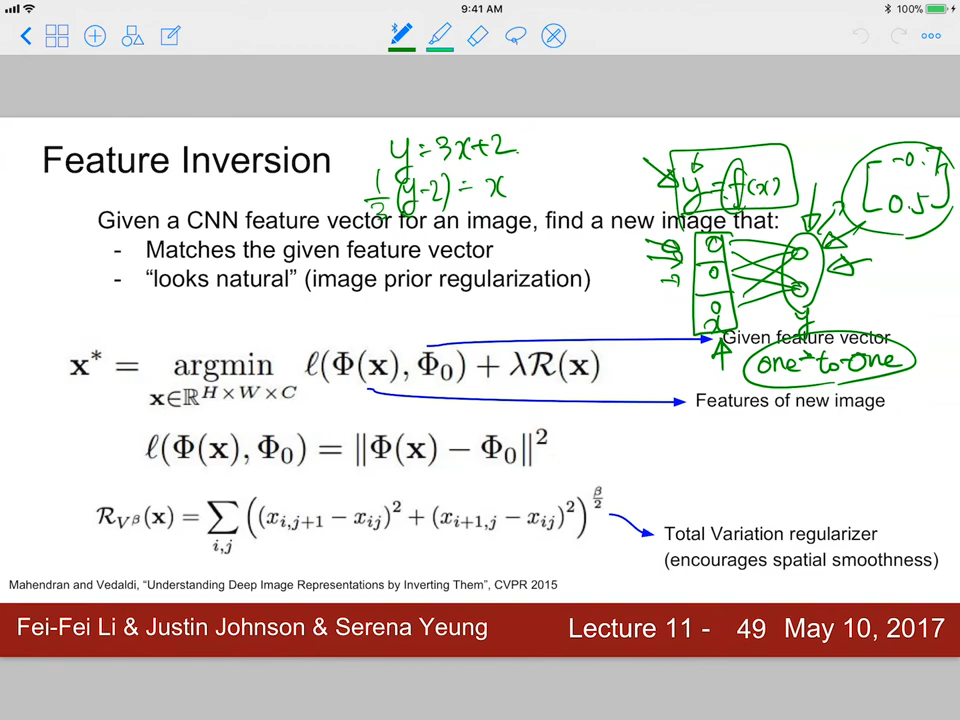 9:41 AM
100%
Feature Inversion
y = 3x+2.
1/3 (y-2) = x
y = f(x)
[-0.7
0.5]
Given a CNN feature vector for an image, find a new image that:
- Matches the given feature vector
- “looks natural” (image prior regularization)
x
y
Given feature vector
one-to-one
x* = argmin ℓ(Φ(x), Φ₀) + λR(x)
x∈ℝ^{H×W×C}
Features of new image
ℓ(Φ(x), Φ₀) = ‖Φ(x) − Φ₀‖²
R_{V^β}(x) = ∑_{i,j} ((x_{i,j+1} − x_{ij})² + (x_{i+1,j} − x_{ij})²)^{β/2}
Total Variation regularizer
(encourages spatial smoothness)
Mahendran and Vedaldi, “Understanding Deep Image Representations by Inverting Them”, CVPR 2015
Fei-Fei Li & Justin Johnson & Serena Yeung Lecture 11 - 49 May 10, 2017